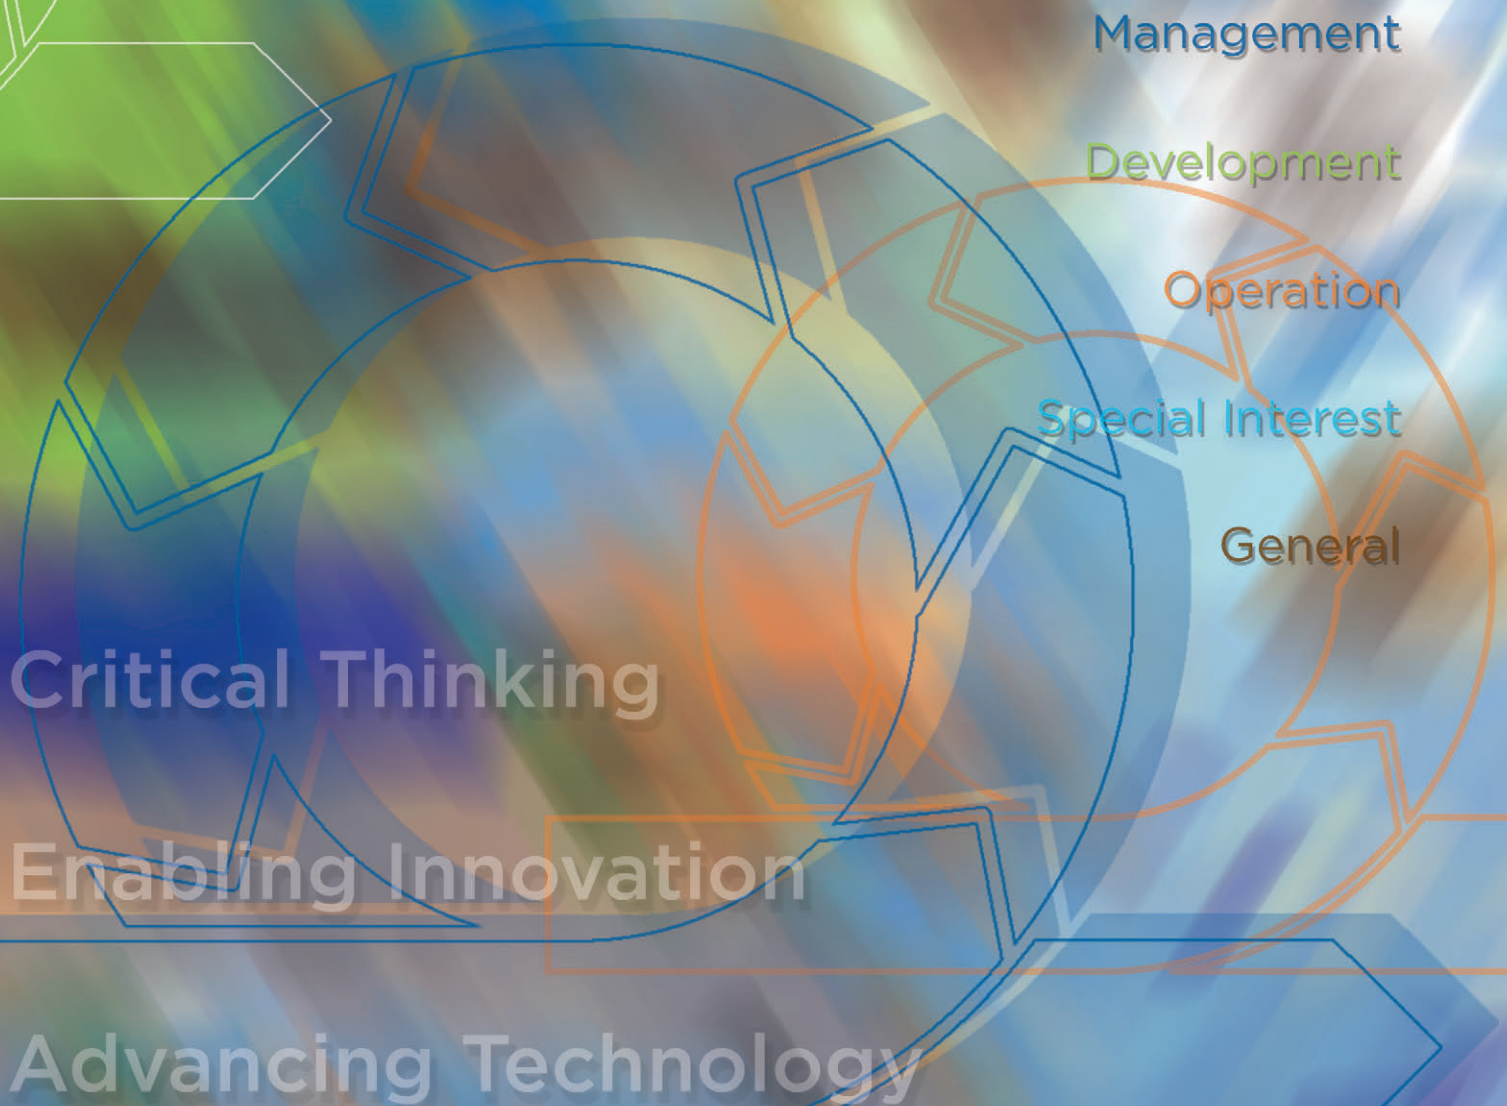 Management
Development
Operation
Special Interest
General
Critical Thinking
Enabling Innovation
Advancing Technology